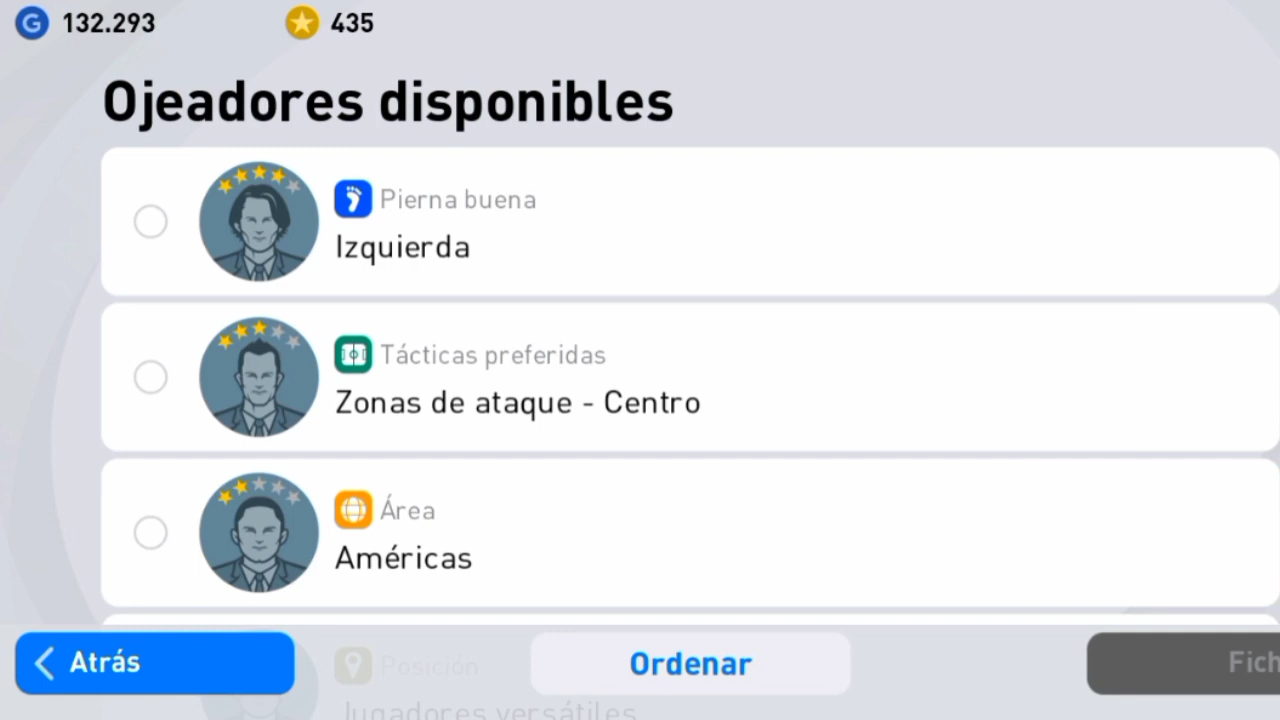 G 132.293 435
Ojeadores disponibles
Pierna buena
Izquierda
Tácticas preferidas
Zonas de ataque - Centro
Área
Américas
Posición
Jugadores versátiles
Atrás
Ordenar
Fich